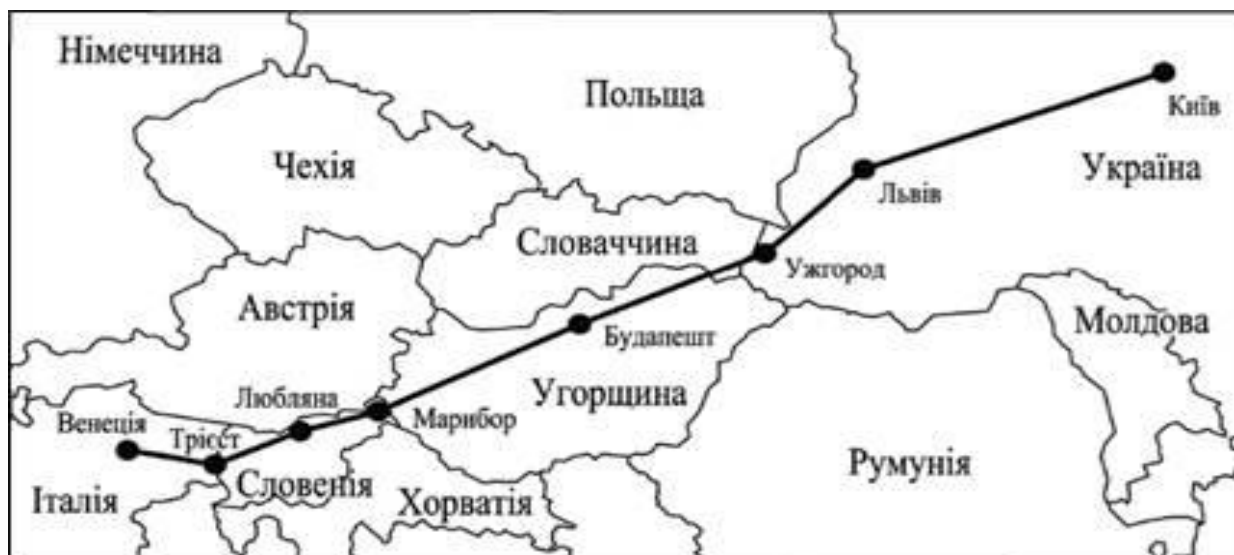 Німеччина
Польща
Київ
Чехія
Україна
Львів
Словаччина
Ужгород
Австрія
Молдова
Будапешт
Угорщина
Любляна
Марибор
Венеція
Трієст
Румунія
Словенія
Італія
Хорватія